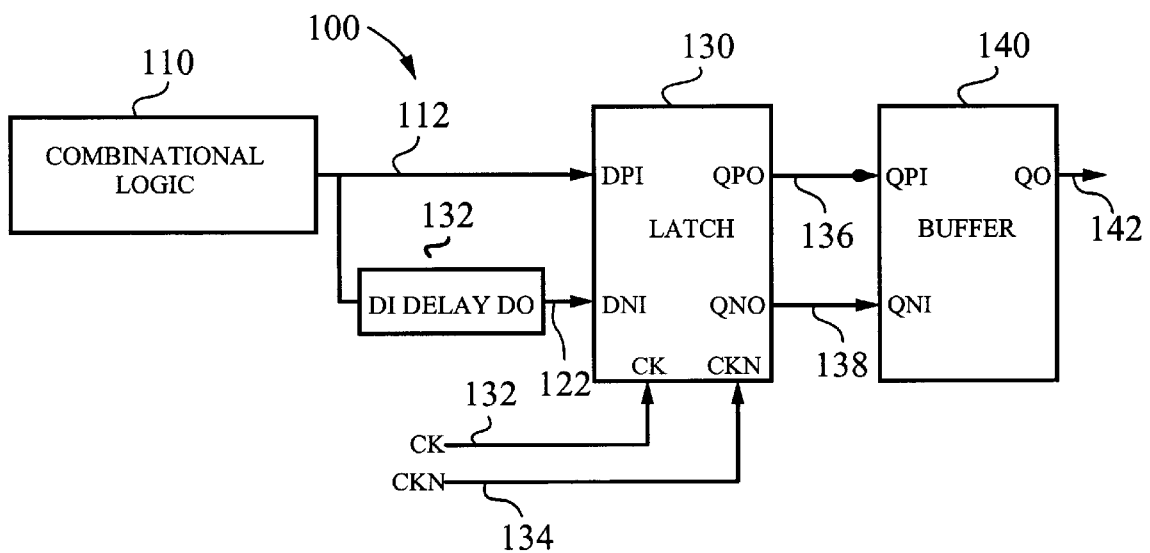 100
110
130
140
112
COMBINATIONAL
LOGIC
DPI
QPO
QPI
QO
132
LATCH
136
BUFFER
142
DI DELAY DO
DNI
QNO
QNI
122
CK
CKN
138
132
CK
CKN
134